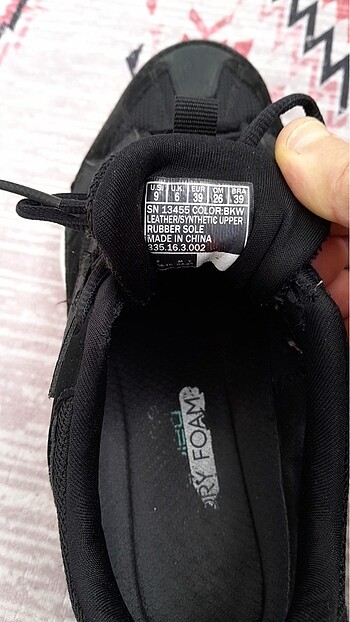 U.S. U.K. EUR CM BRA
9 6 39 26 39
SN 13455 COLOR:BKW
LEATHER/SYNTHETIC UPPER
RUBBER SOLE
MADE IN CHINA
335.16.3.002
RY FOAM